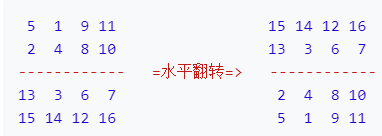 5 1 9 11 15 14 12 16
2 4 8 10 13 3 6 7
------------ =水平翻转=> ------------
13 3 6 7 2 4 8 10
15 14 12 16 5 1 9 11